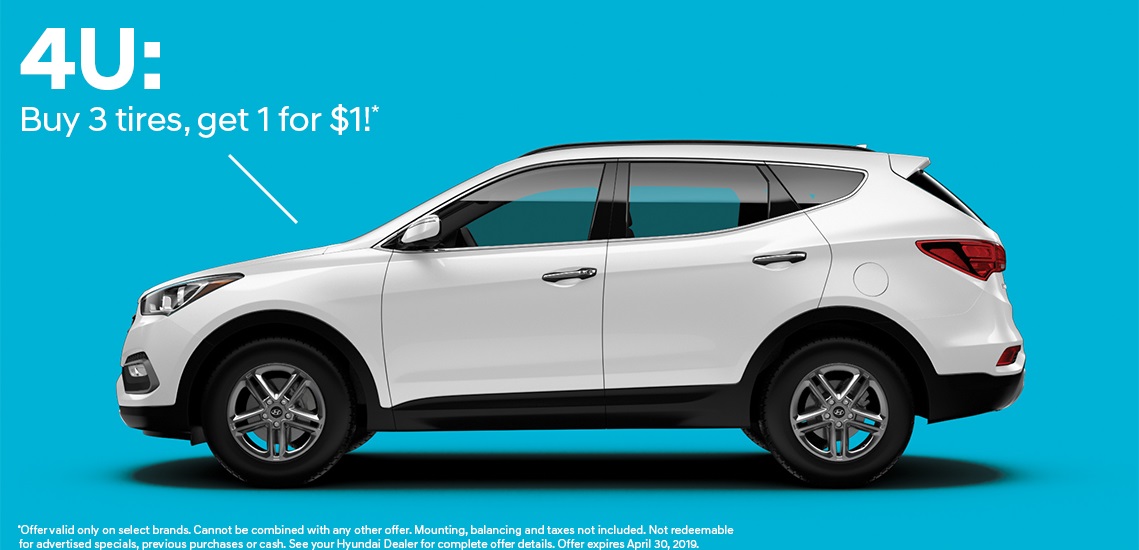 4U:
Buy 3 tires, get 1 for $1!*
*Offer valid only on select brands. Cannot be combined with any other offer. Mounting, balancing and taxes not included. Not redeemable
for advertised specials, previous purchases or cash. See your Hyundai Dealer for complete offer details. Offer expires April 30, 2019.